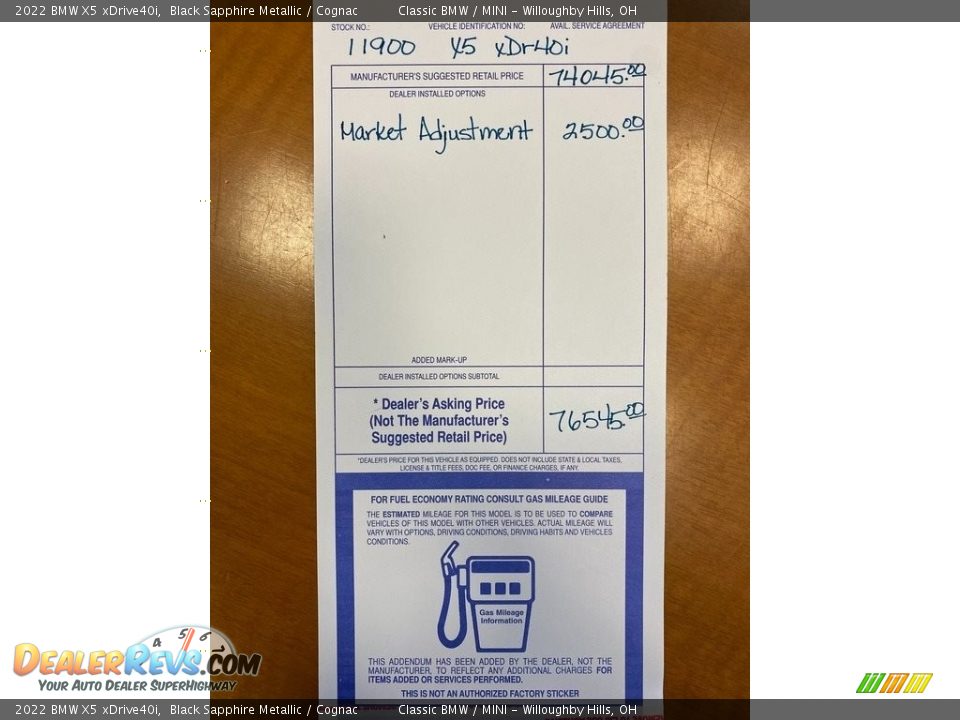 2022 BMW X5 xDrive40i, Black Sapphire Metallic / Cognac Classic BMW / MINI - Willoughby Hills, OH
STOCK NO.: VEHICLE IDENTIFICATION NO: AVAIL. SERVICE AGREEMENT
11900 X5 xDr40i
MANUFACTURER'S SUGGESTED RETAIL PRICE 74045.00
DEALER INSTALLED OPTIONS
Market Adjustment 2500.00
ADDED MARK-UP
DEALER INSTALLED OPTIONS SUBTOTAL
* Dealer's Asking Price
(Not The Manufacturer's
Suggested Retail Price)
76545.00
*DEALER'S PRICE FOR THIS VEHICLE AS EQUIPPED. DOES NOT INCLUDE STATE & LOCAL TAXES,
LICENSE & TITLE FEES, DOC FEE, OR FINANCE CHARGES, IF ANY.
FOR FUEL ECONOMY RATING CONSULT GAS MILEAGE GUIDE
THE ESTIMATED MILEAGE FOR THIS MODEL IS TO BE USED TO COMPARE
VEHICLES OF THIS MODEL WITH OTHER VEHICLES. ACTUAL MILEAGE WILL
VARY WITH OPTIONS, DRIVING CONDITIONS, DRIVING HABITS AND VEHICLES
CONDITIONS.
Gas Mileage
Information
THIS ADDENDUM HAS BEEN ADDED BY THE DEALER, NOT THE
MANUFACTURER, TO REFLECT ANY ADDITIONAL CHARGES FOR
ITEMS ADDED OR SERVICES PERFORMED.
THIS IS NOT AN AUTHORIZED FACTORY STICKER
4 5 6
DEALERREVS.COM
YOUR AUTO DEALER SUPERHIGHWAY
2022 BMW X5 xDrive40i, Black Sapphire Metallic / Cognac Classic BMW / MINI - Willoughby Hills, OH